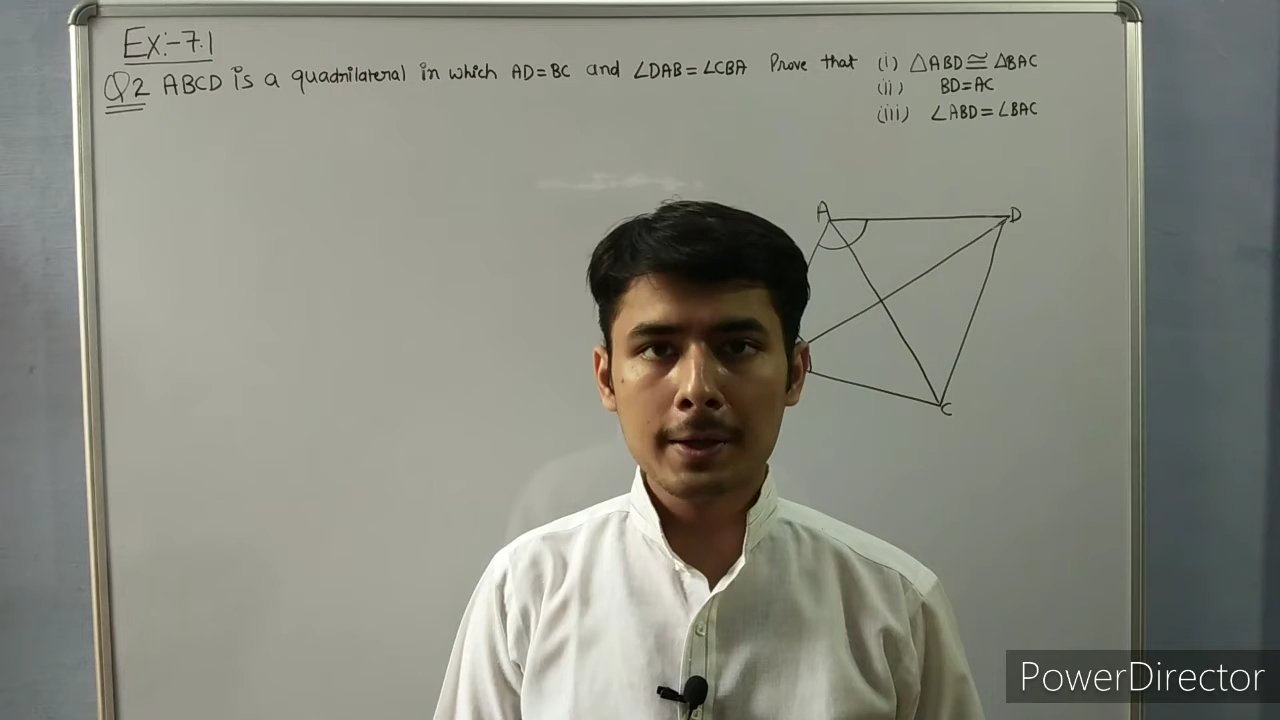 Ex:-7.1
Q2 ABCD is a quadrilateral in which AD=BC and ∠DAB=∠CBA Prove that (i) △ABD≅△BAC
(ii) BD=AC
(iii) ∠ABD=∠BAC
A D
C
PowerDirector